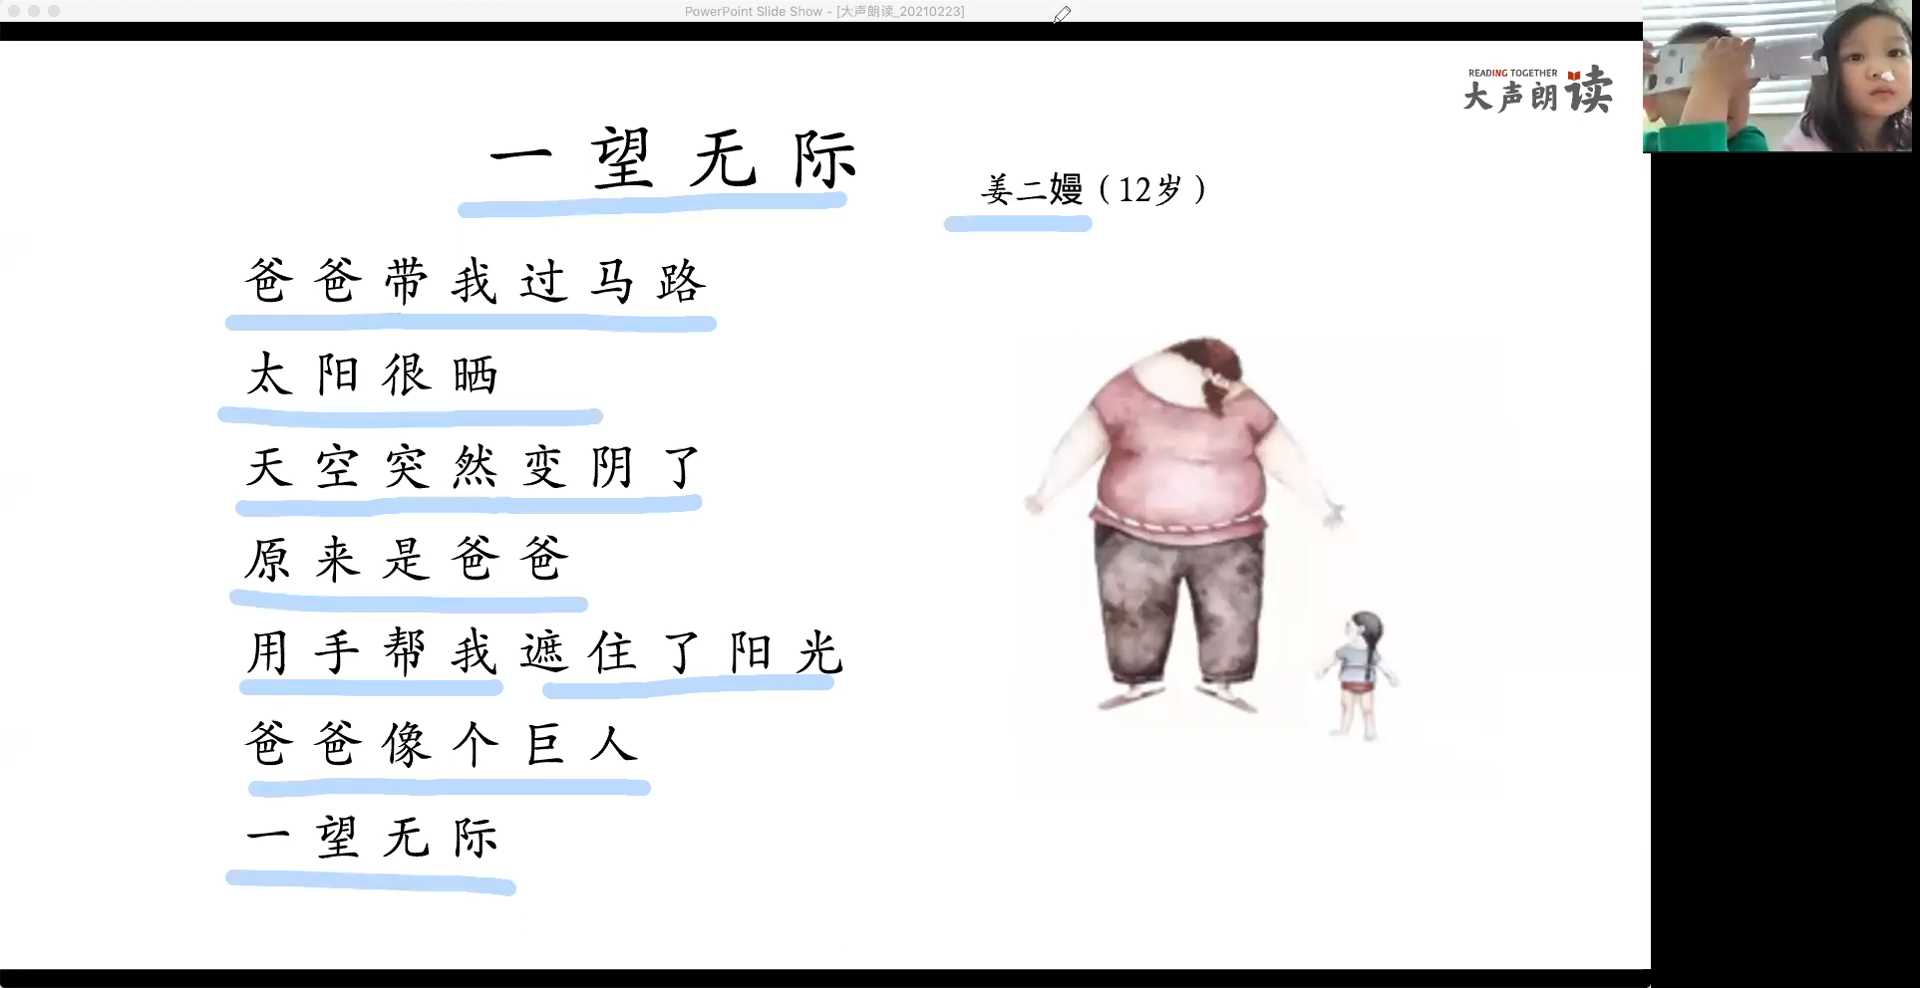 PowerPoint Slide Show - [大声朗读_20210223]
READING TOGETHER
大声朗读
一望无际
姜二嫚（12岁）
爸爸带我过马路
太阳很晒
天空突然变阴了
原来是爸爸
用手帮我遮住了阳光
爸爸像个巨人
一望无际